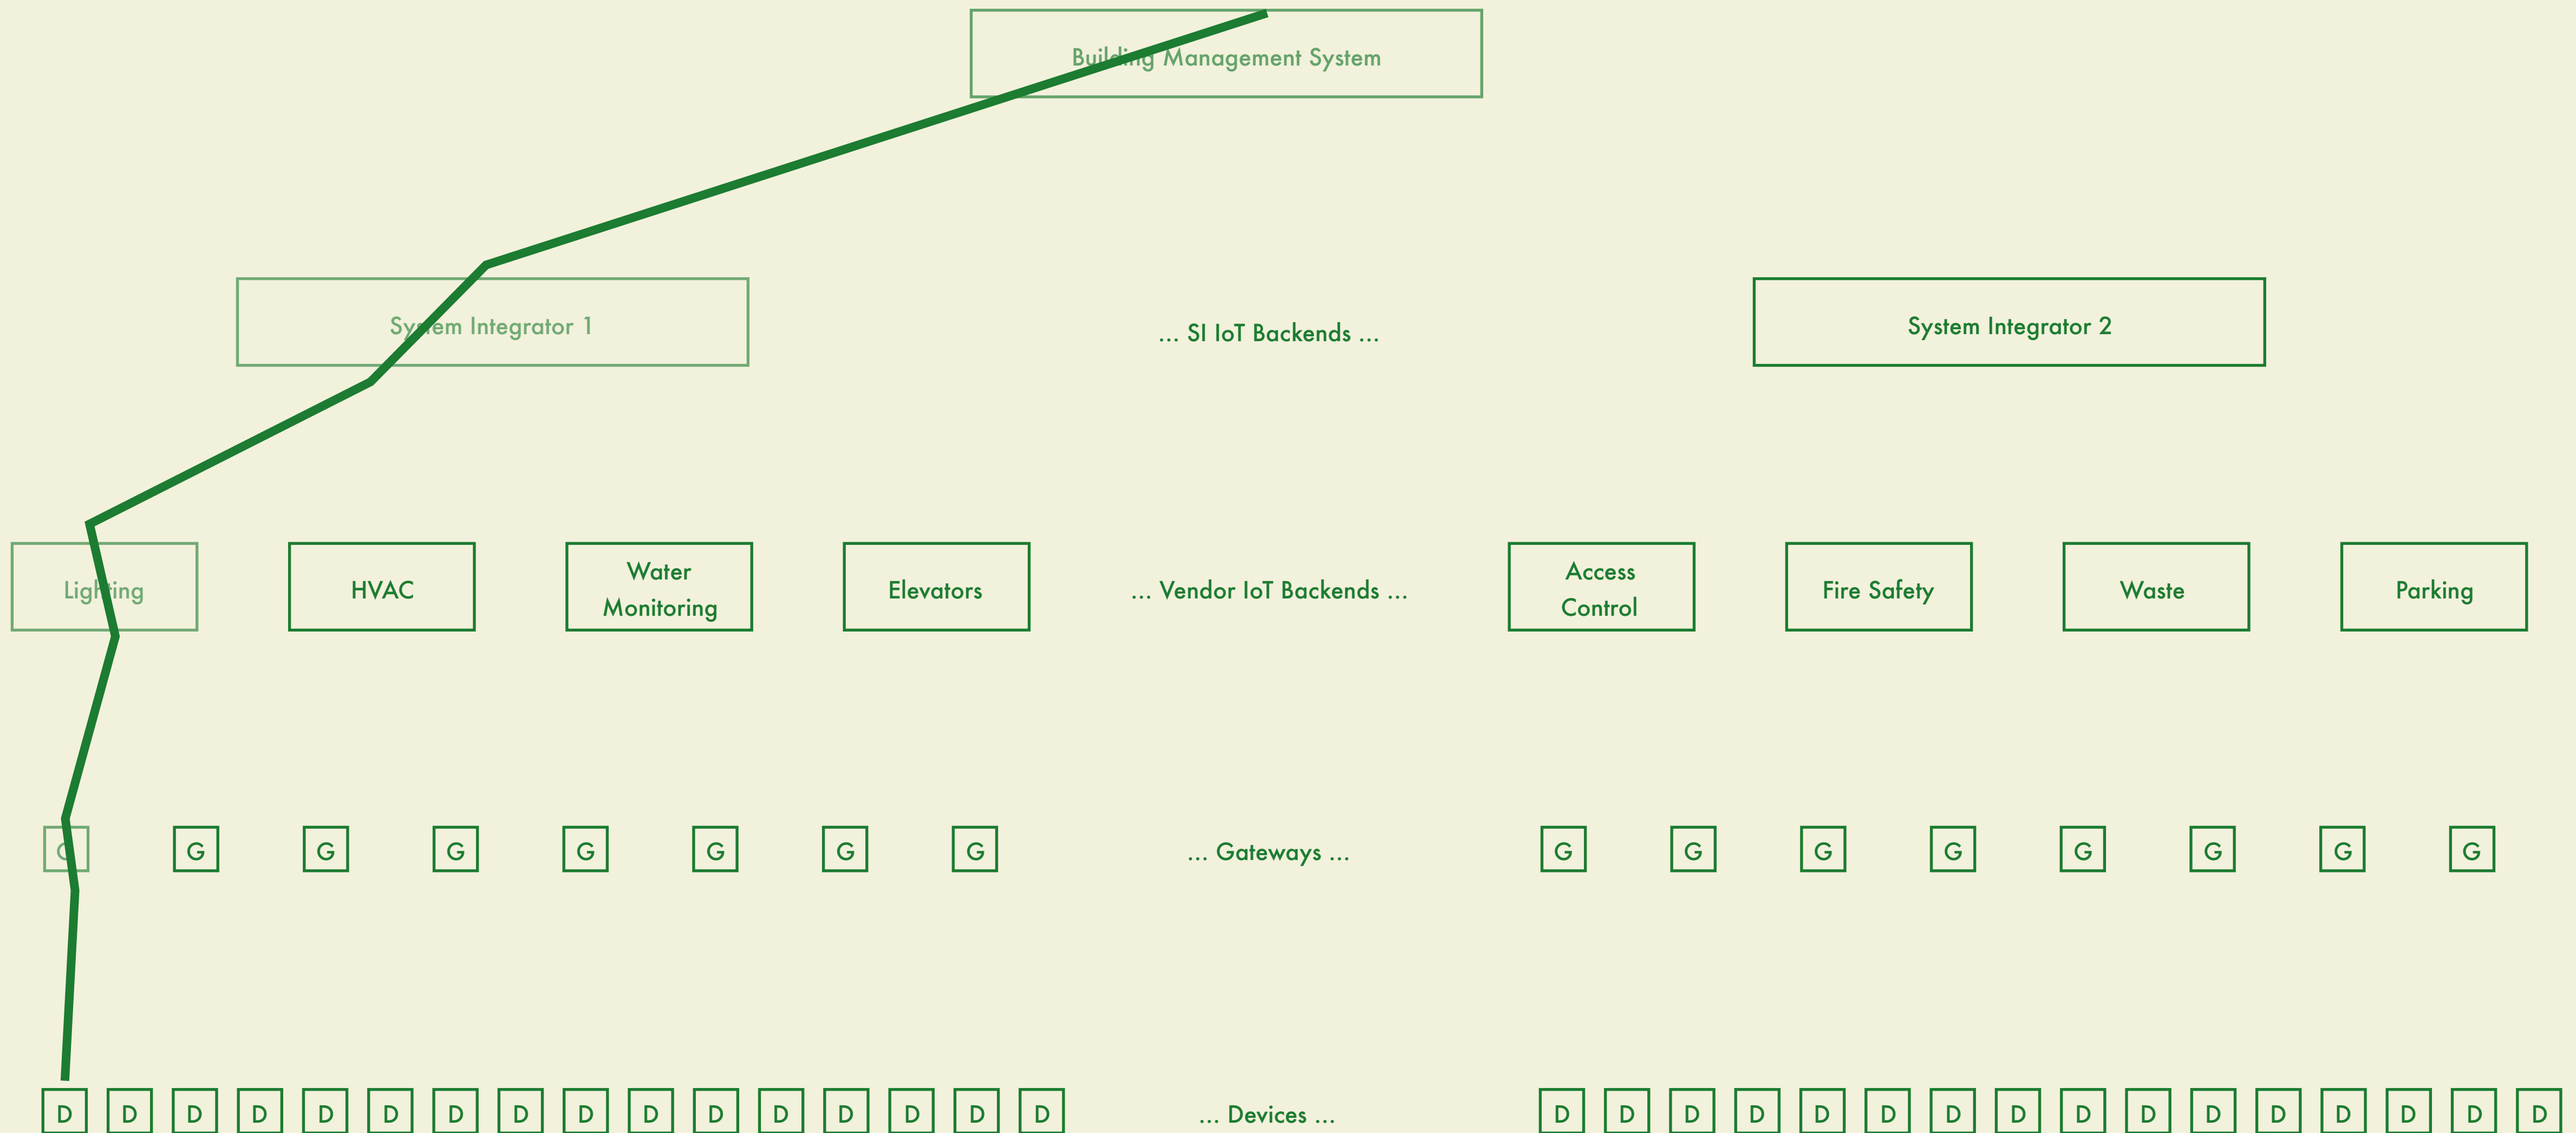 Building Management System
System Integrator 1
... SI IoT Backends ...
System Integrator 2
Lighting
HVAC
Water
Monitoring
Elevators
... Vendor IoT Backends ...
Access
Control
Fire Safety
Waste
Parking
G G G G G G G G ... Gateways ... G G G G G G G G
D D D D D D D D D D D D D D D D ... Devices ... D D D D D D D D D D D D D D D D